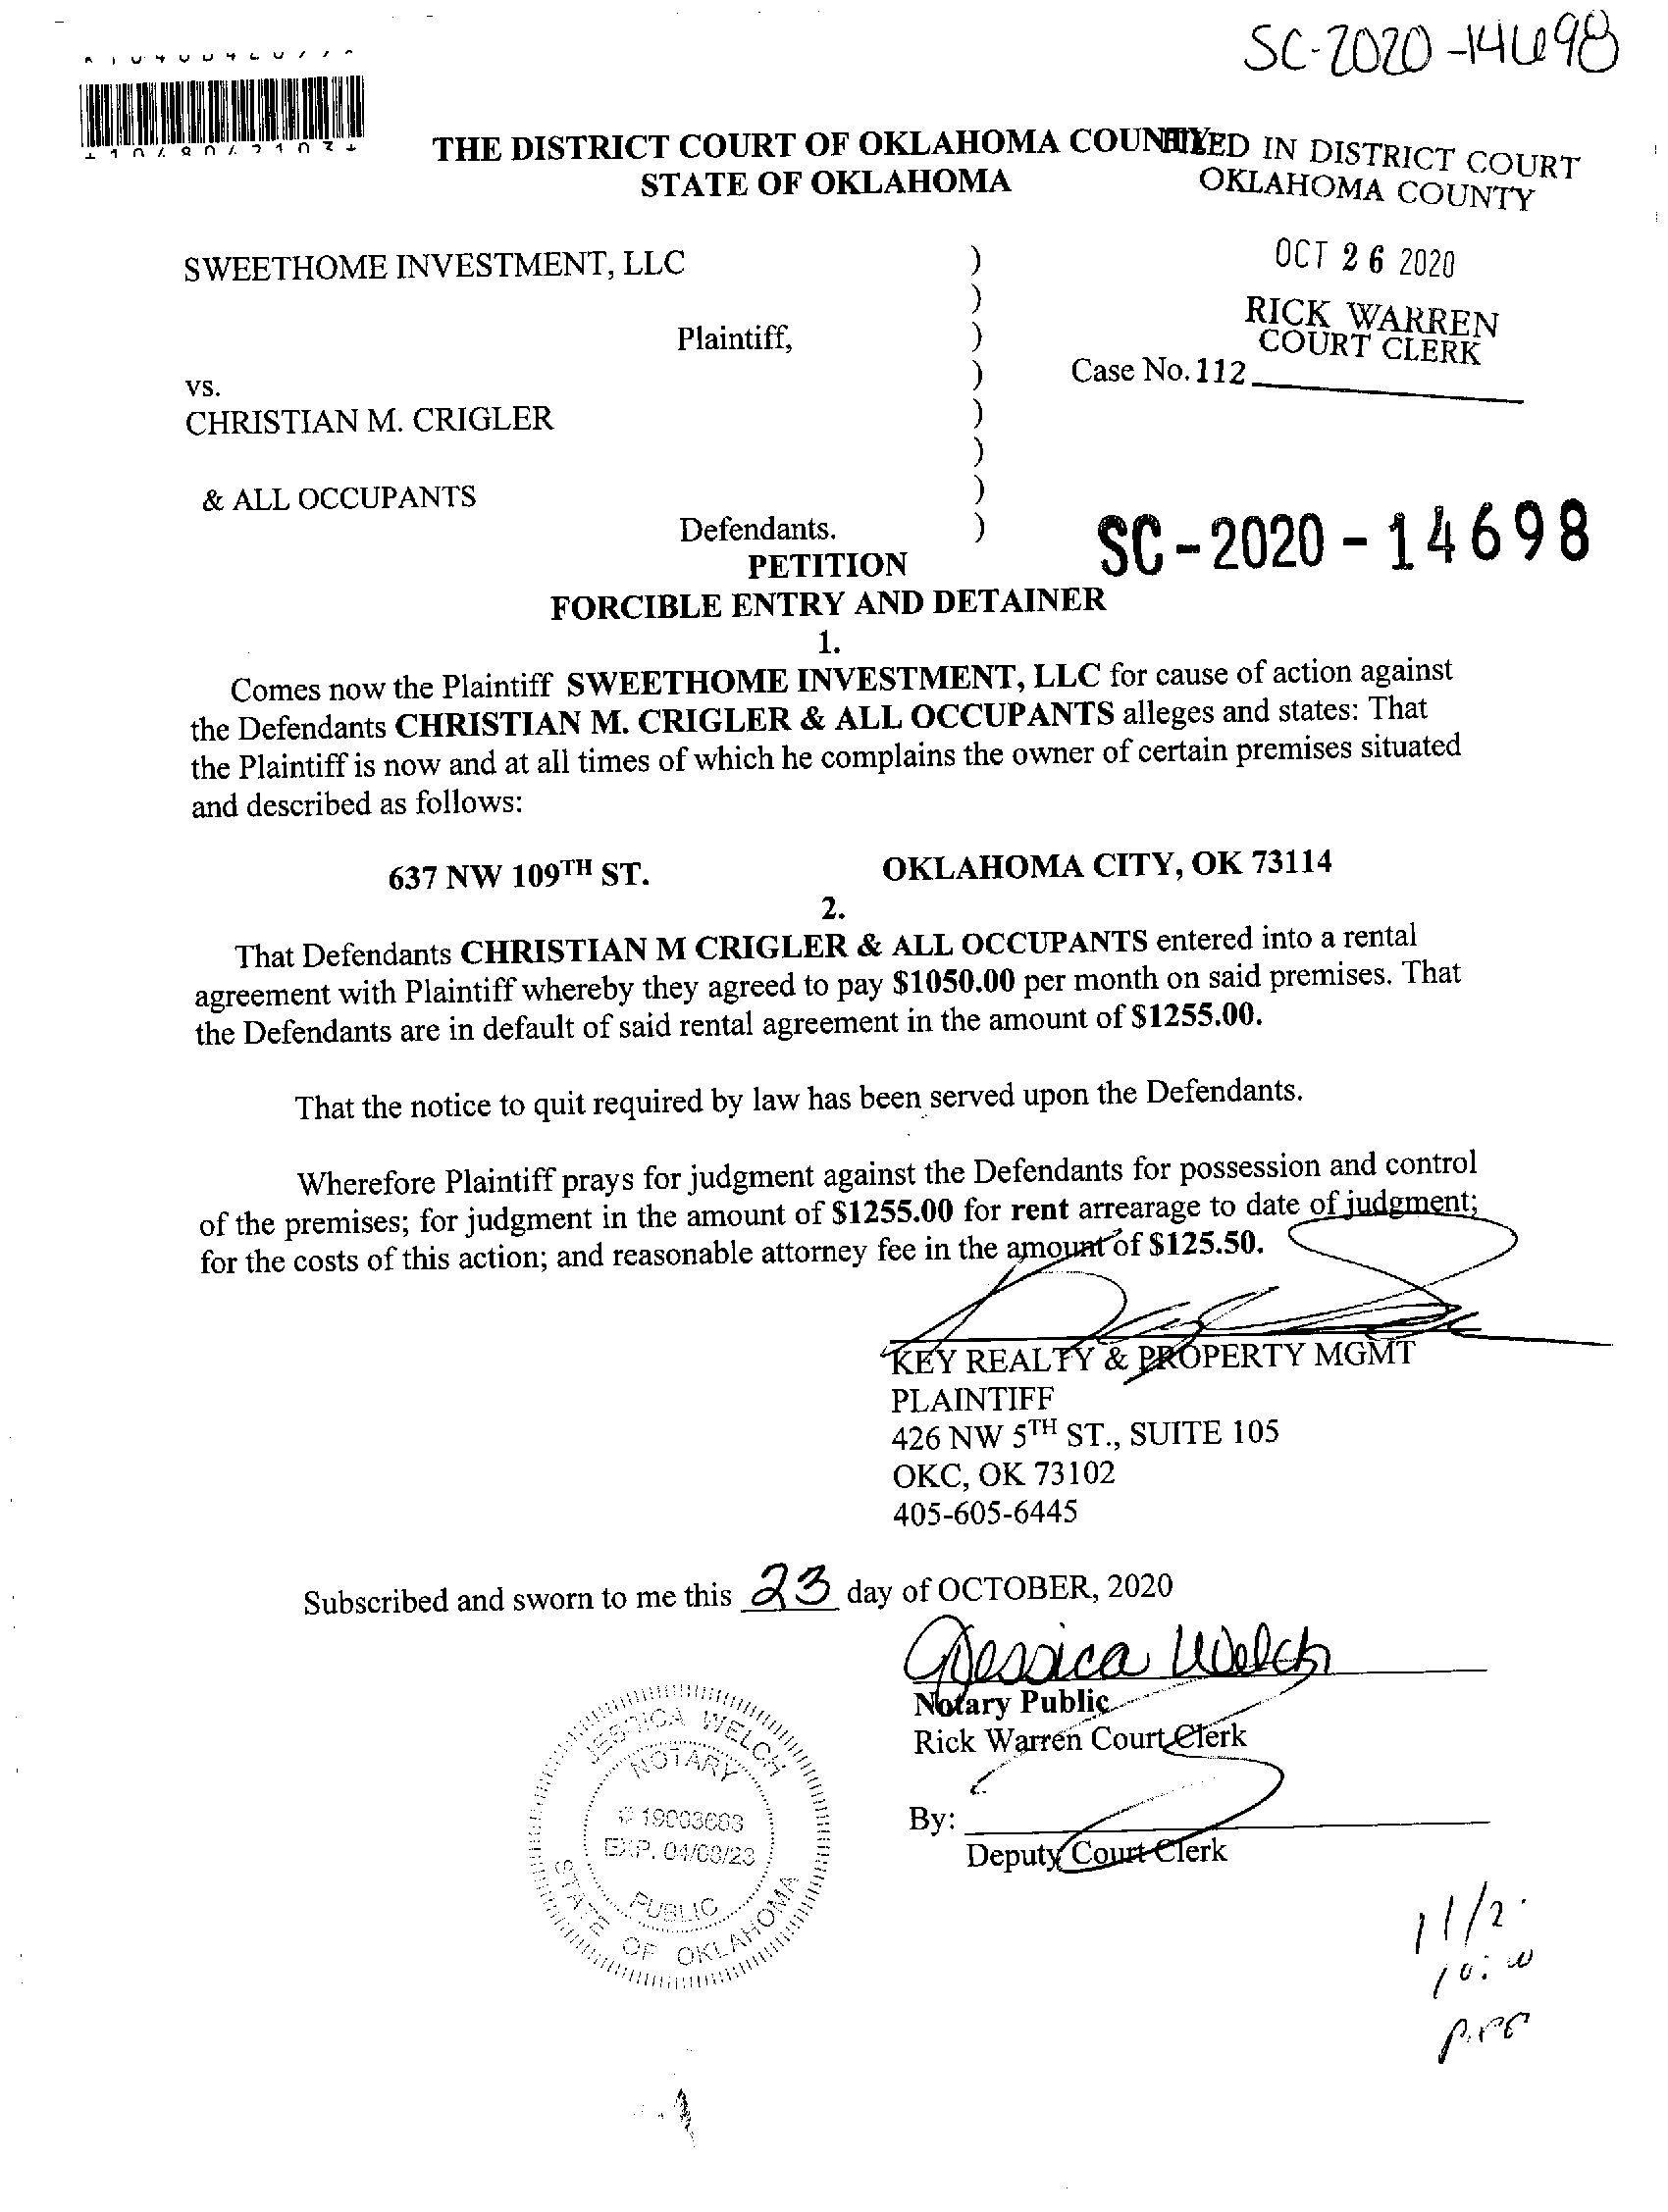 SC-2020-14698
THE DISTRICT COURT OF OKLAHOMA COUNTY
STATE OF OKLAHOMA
FILED IN DISTRICT COURT
OKLAHOMA COUNTY
OCT 26 2020
RICK WARREN
COURT CLERK
SWEETHOME INVESTMENT, LLC )
)
Plaintiff, )
vs. ) Case No. 112
CHRISTIAN M. CRIGLER )
)
& ALL OCCUPANTS )
Defendants. )
SC-2020-14698
PETITION
FORCIBLE ENTRY AND DETAINER
1.
Comes now the Plaintiff SWEETHOME INVESTMENT, LLC for cause of action against
the Defendants CHRISTIAN M. CRIGLER & ALL OCCUPANTS alleges and states: That
the Plaintiff is now and at all times of which he complains the owner of certain premises situated
and described as follows:
637 NW 109TH ST. OKLAHOMA CITY, OK 73114
2.
That Defendants CHRISTIAN M CRIGLER & ALL OCCUPANTS entered into a rental
agreement with Plaintiff whereby they agreed to pay $1050.00 per month on said premises. That
the Defendants are in default of said rental agreement in the amount of $1255.00.
That the notice to quit required by law has been served upon the Defendants.
Wherefore Plaintiff prays for judgment against the Defendants for possession and control
of the premises; for judgment in the amount of $1255.00 for rent arrearage to date of judgment;
for the costs of this action; and reasonable attorney fee in the amount of $125.50.
KEY REALTY & PROPERTY MGMT
PLAINTIFF
426 NW 5TH ST., SUITE 105
OKC, OK 73102
405-605-6445
Subscribed and sworn to me this 23 day of OCTOBER, 2020
Jessica Welch
Notary Public
Rick Warren Court Clerk
By:
Deputy Court Clerk
JESSICA WELCH
NOTARY
PUBLIC
STATE OF OKLAHOMA
11/2